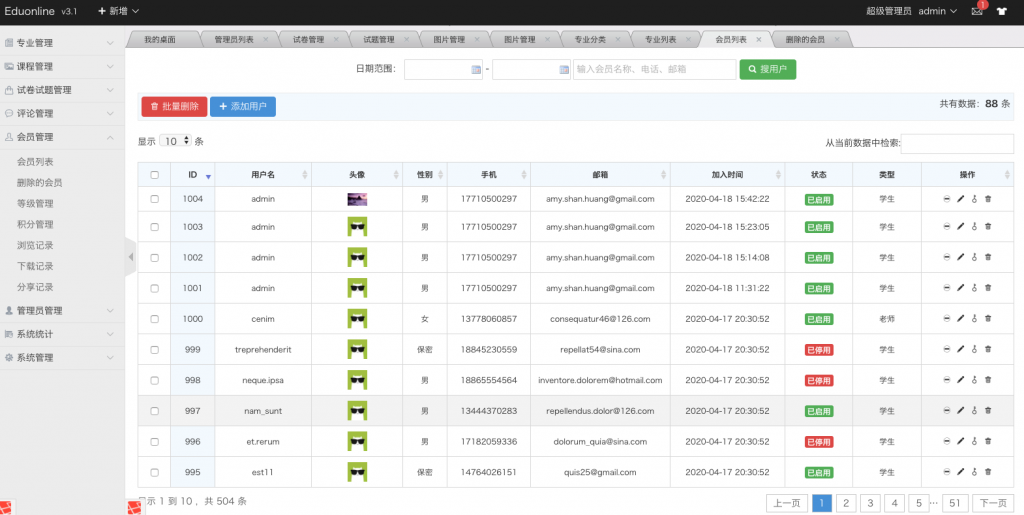 Eduonline v3.1 + 新增 超级管理员 admin 1
专业管理
课程管理
试卷试题管理
评论管理
会员管理
会员列表
删除的会员
等级管理
积分管理
浏览记录
下载记录
分享记录
管理员管理
系统统计
系统管理
我的桌面 管理员列表 试卷管理 试题管理 图片管理 图片管理 专业分类 专业列表 会员列表 删除的会员
日期范围: - 输入会员名称、电话、邮箱 搜用户
批量删除 + 添加用户 共有数据: 88 条
显示 10 条 从当前数据中检索:
ID 用户名 头像 性别 手机 邮箱 加入时间 状态 类型 操作
1004 admin 男 17710500297 amy.shan.huang@gmail.com 2020-04-18 15:42:22 已启用 学生
1003 admin 男 17710500297 amy.shan.huang@gmail.com 2020-04-18 15:23:05 已启用 学生
1002 admin 男 17710500297 amy.shan.huang@gmail.com 2020-04-18 15:14:08 已启用 学生
1001 admin 男 17710500297 amy.shan.huang@gmail.com 2020-04-18 11:31:22 已启用 学生
1000 cenim 女 13778060857 consequatur46@126.com 2020-04-17 20:30:52 已启用 老师
999 treprehenderit 保密 18845230559 repellat54@sina.com 2020-04-17 20:30:52 已停用 学生
998 neque.ipsa 男 18865554564 inventore.dolorem@hotmail.com 2020-04-17 20:30:52 已停用 学生
997 nam_sunt 男 13444370283 repellendus.dolor@126.com 2020-04-17 20:30:52 已启用 学生
996 et.rerum 男 17182059336 dolorum_quia@sina.com 2020-04-17 20:30:52 已停用 学生
995 est11 保密 14764026151 quis25@gmail.com 2020-04-17 20:30:52 已启用 学生
显示 1 到 10 ，共 504 条 上一页 1 2 3 4 5 ... 51 下一页